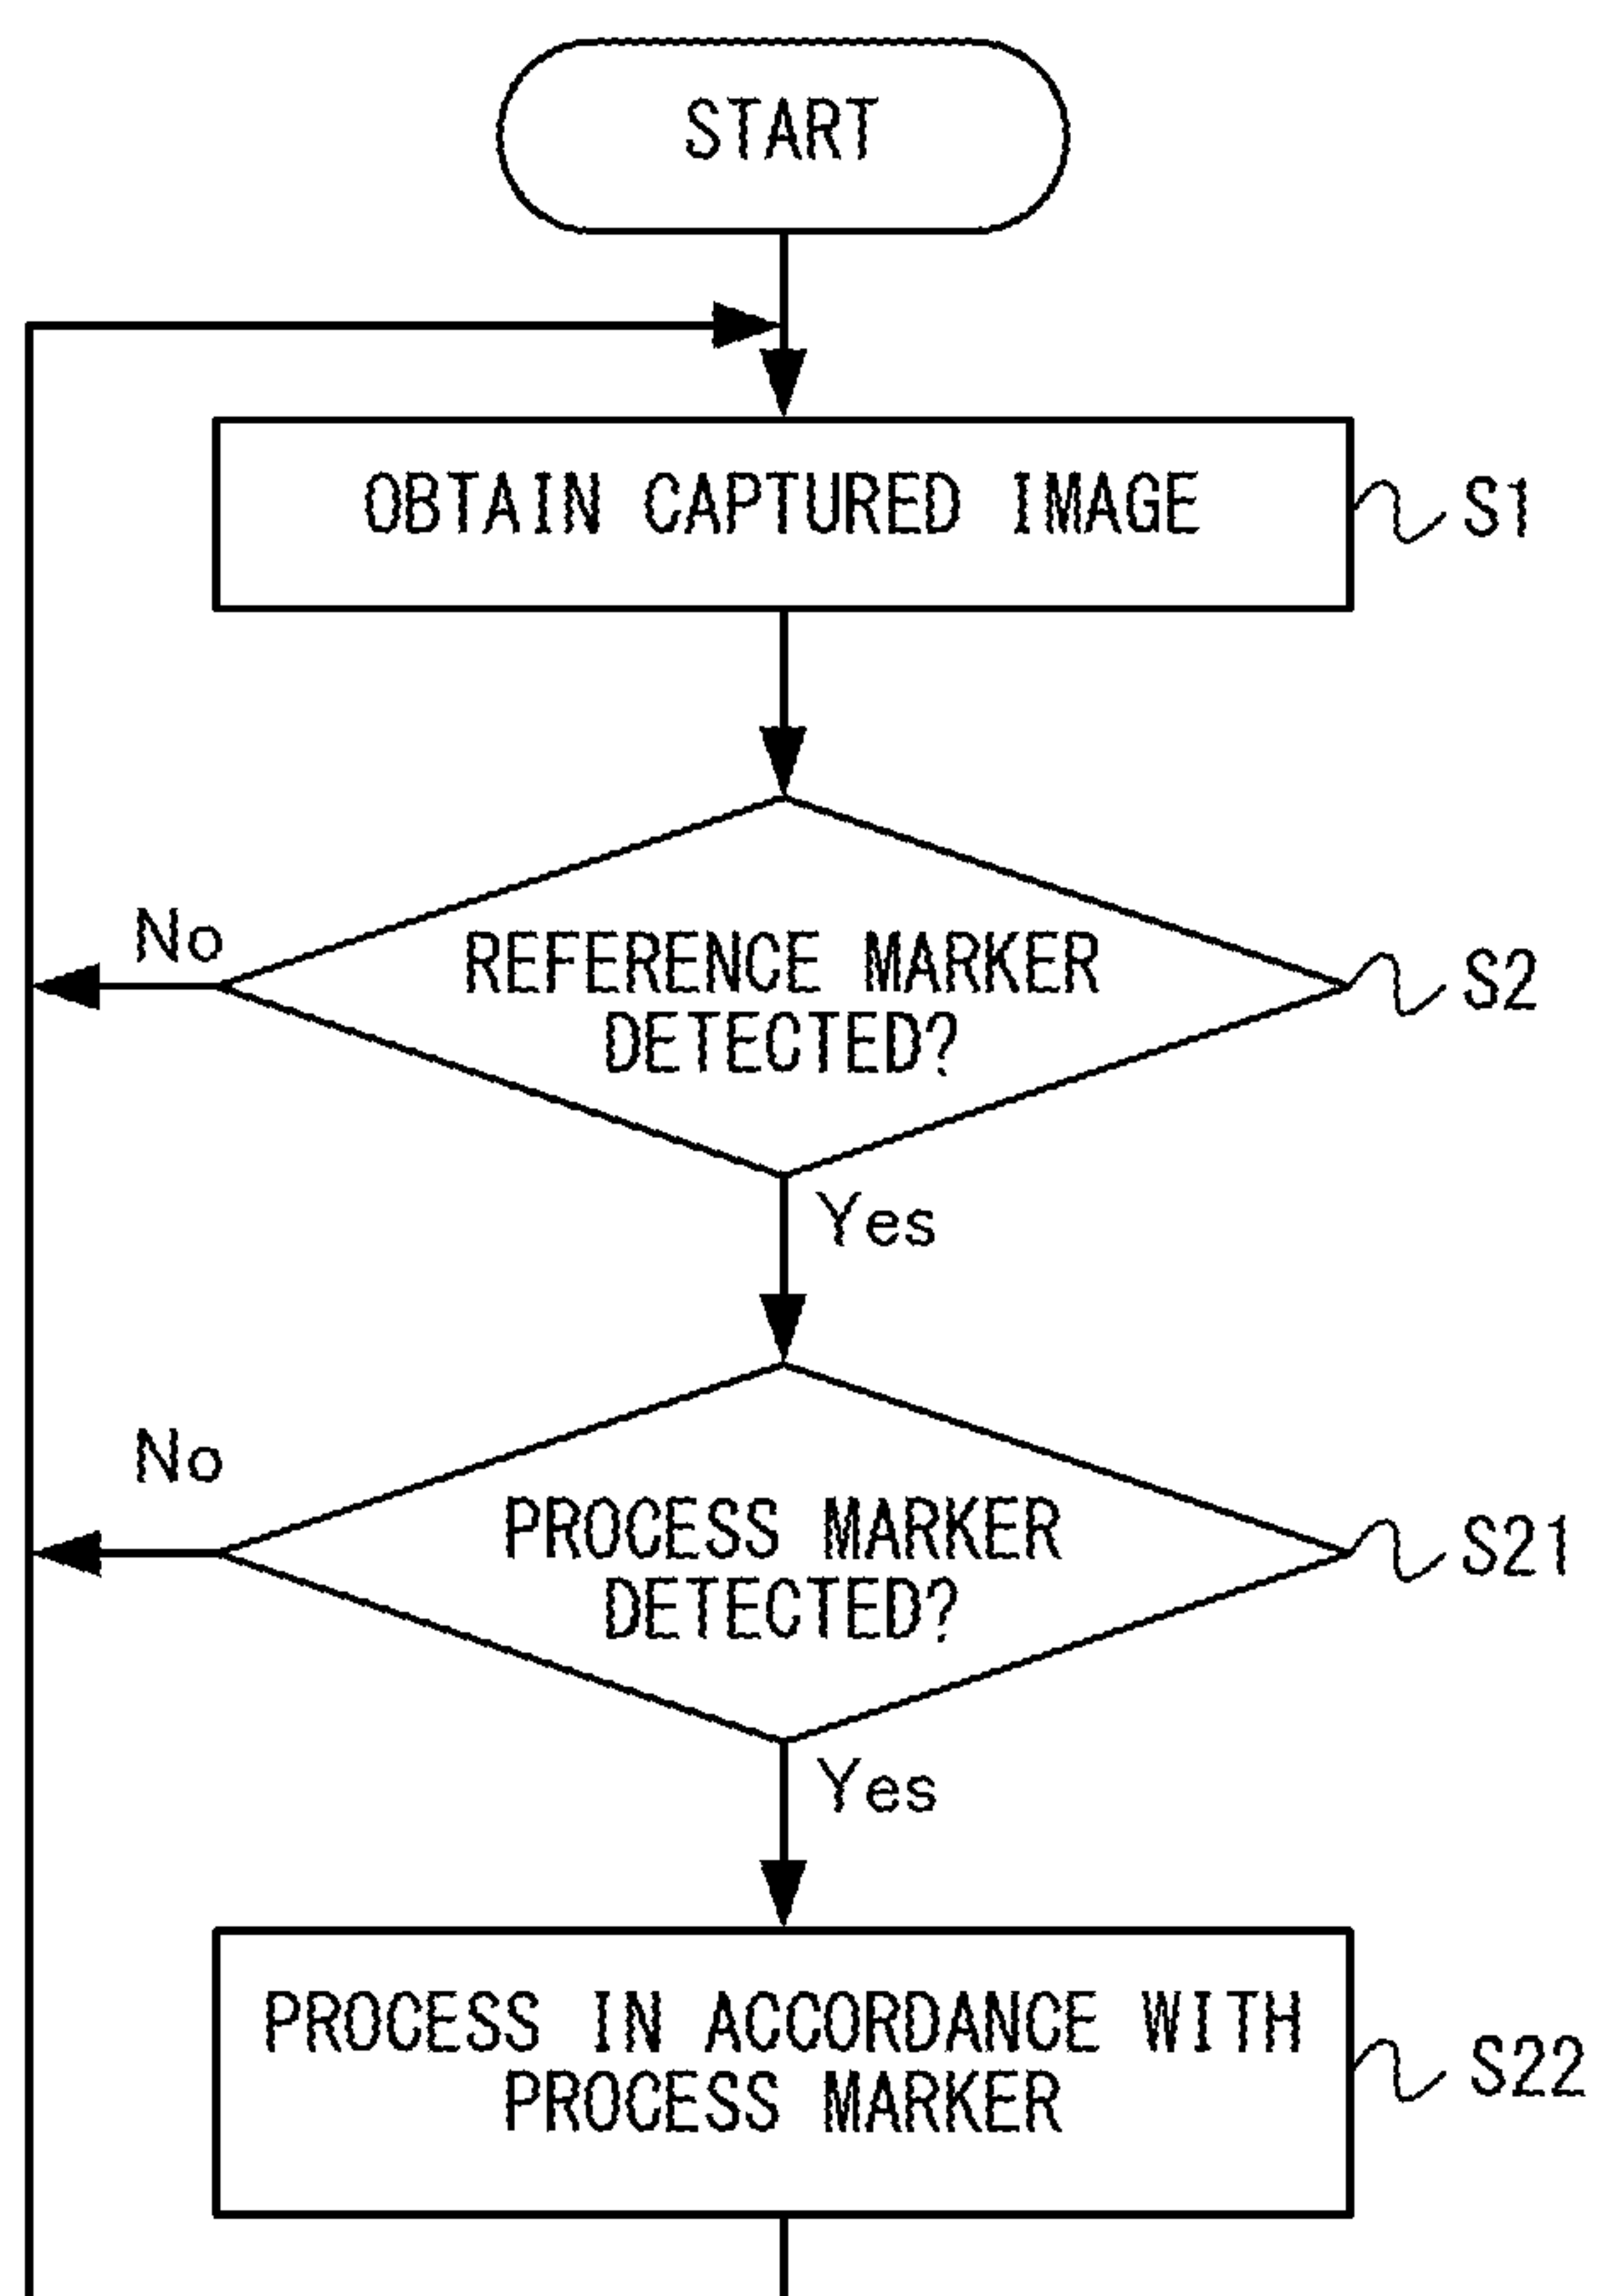 START
OBTAIN CAPTURED IMAGE
S1
No
REFERENCE MARKER
DETECTED?
S2
Yes
No
PROCESS MARKER
DETECTED?
S21
Yes
PROCESS IN ACCORDANCE WITH
PROCESS MARKER
S22